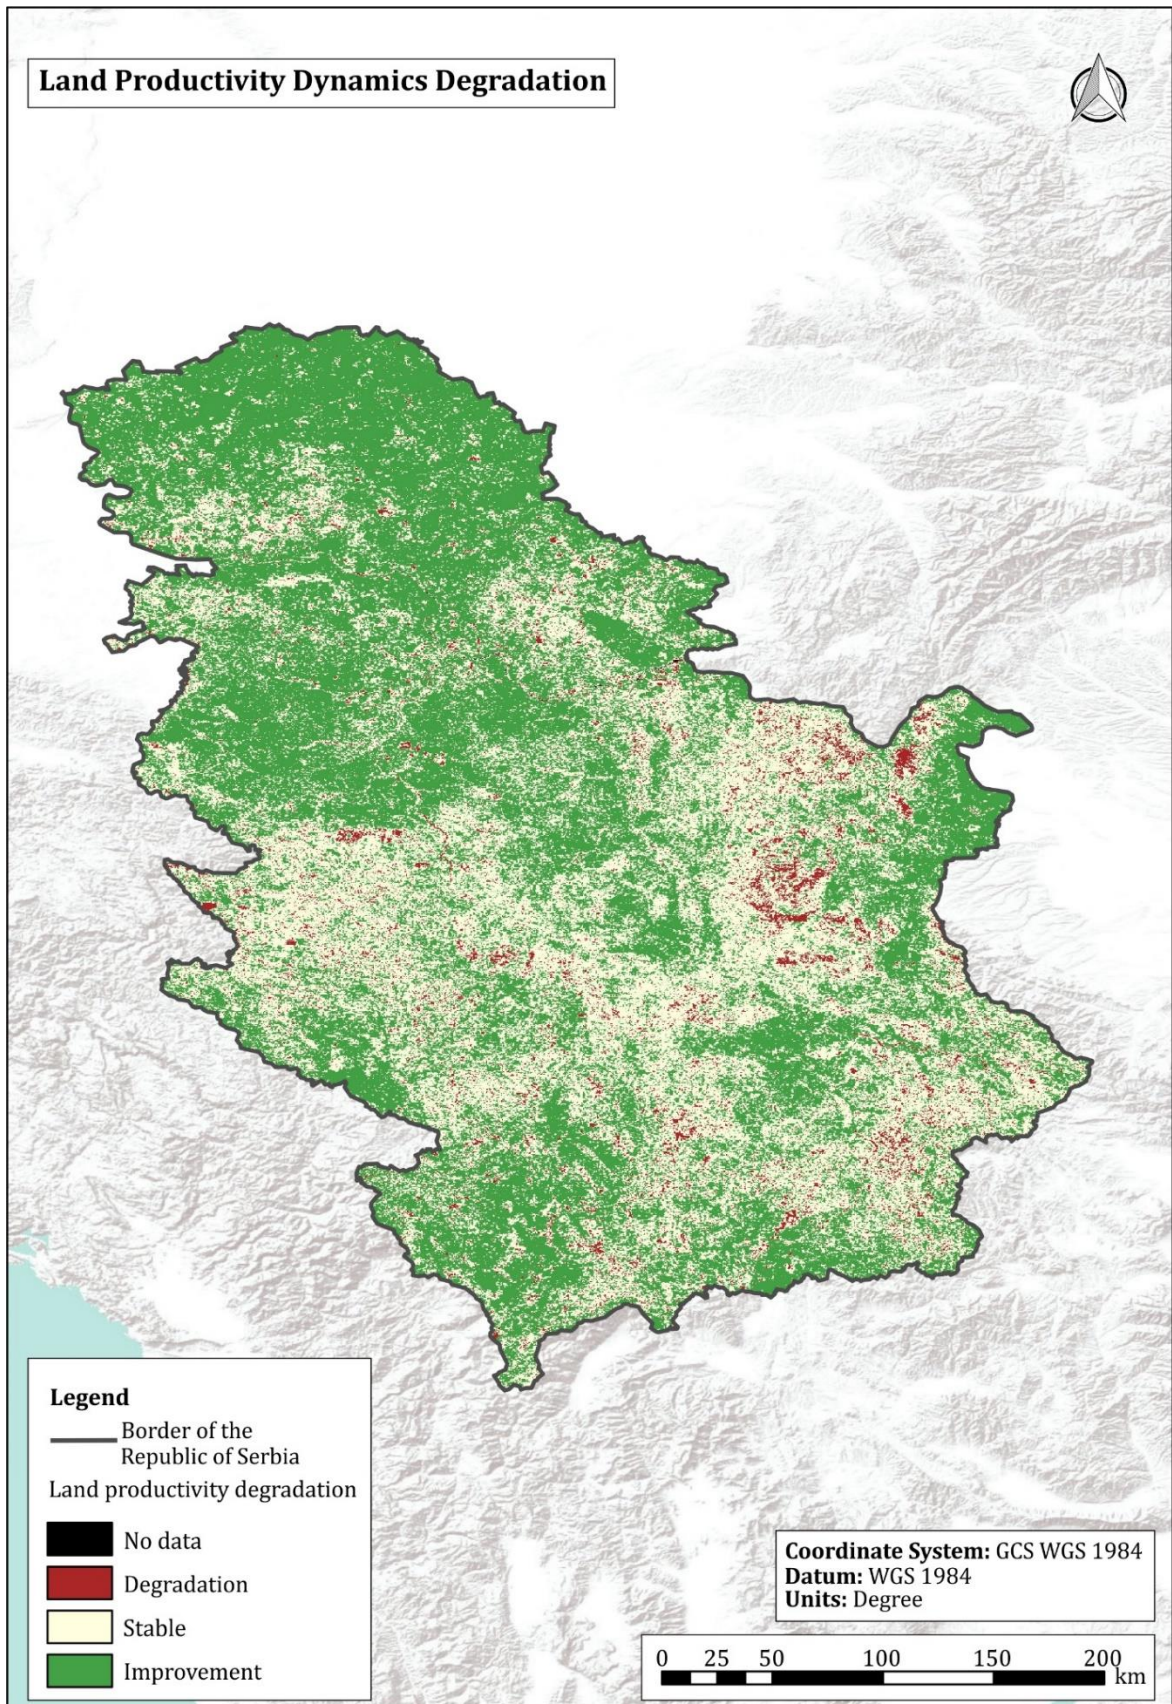 Land Productivity Dynamics Degradation
Legend
Border of the
Republic of Serbia
Land productivity degradation
No data
Degradation
Stable
Improvement
Coordinate System: GCS WGS 1984
Datum: WGS 1984
Units: Degree
0 25 50 100 150 200
km